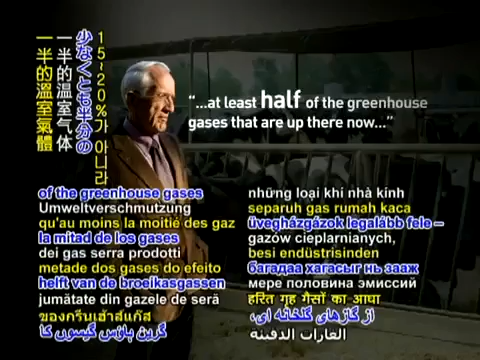 15~20%가 아니라
少なくとも半分の
一半的温室气体
一半的溫室氣體
“...at least half of the greenhouse
gases that are up there now...”
of the greenhouse gases
Umweltverschmutzung
qu'au moins la moitié des gaz
la mitad de los gases
dei gas serra prodotti
metade dos gases do efeito
helft van de broeikasgassen
jumătate din gazele de seră
ของก๊าซกรีนเฮ้าส์
گرین ہاؤس گیسوں کا
những loại khí nhà kính
separuh gas rumah kaca
üvegházgázok legalább fele –
gazów cieplarnianych,
besi endüstrisinden
багадаа хагасыг нь зааж
мере половина эмиссий
हरित गृह गैसों का आधा
از گازهای گلخانه ای،
الغازات الدفيئة